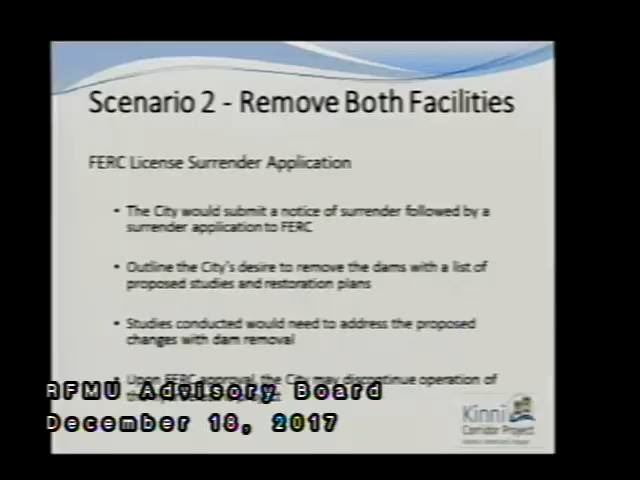 Scenario 2 - Remove Both Facilities
FERC License Surrender Application
• The City would submit a notice of surrender followed by a
surrender application to FERC
• Outline the City's desire to remove the dams with a list of
proposed studies and restoration plans
• Studies conducted would need to address the proposed
changes with dam removal
• Upon FERC approval, the City may discontinue operation of
RFMU Advisory Board
December 18, 2017
Kinni
Corridor Project